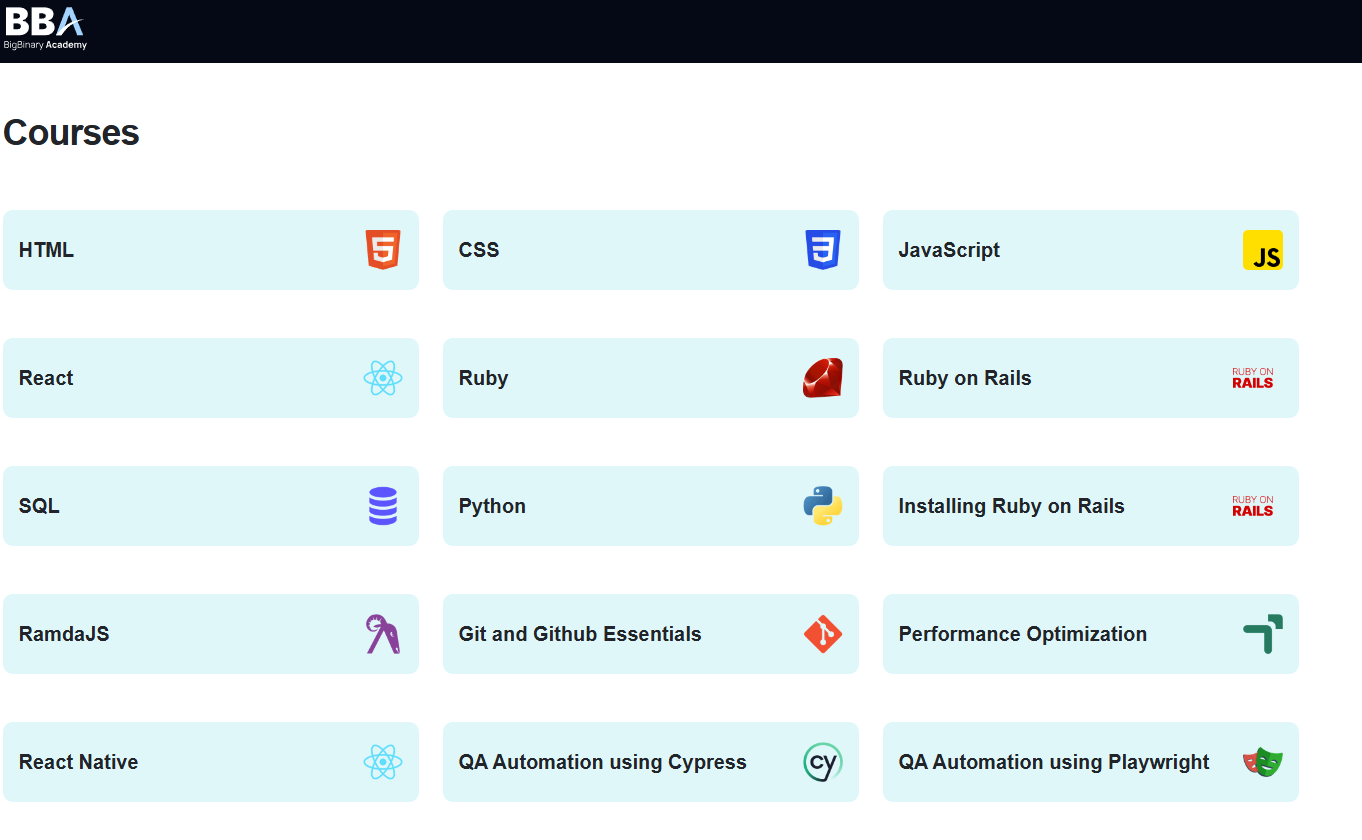 BBA
BigBinary Academy
Courses
HTML
5
CSS
3
JavaScript
JS
React
Ruby
Ruby on Rails
RUBY ON
RAILS
SQL
Python
Installing Ruby on Rails
RUBY ON
RAILS
RamdaJS
Git and Github Essentials
Performance Optimization
React Native
QA Automation using Cypress
cy
QA Automation using Playwright